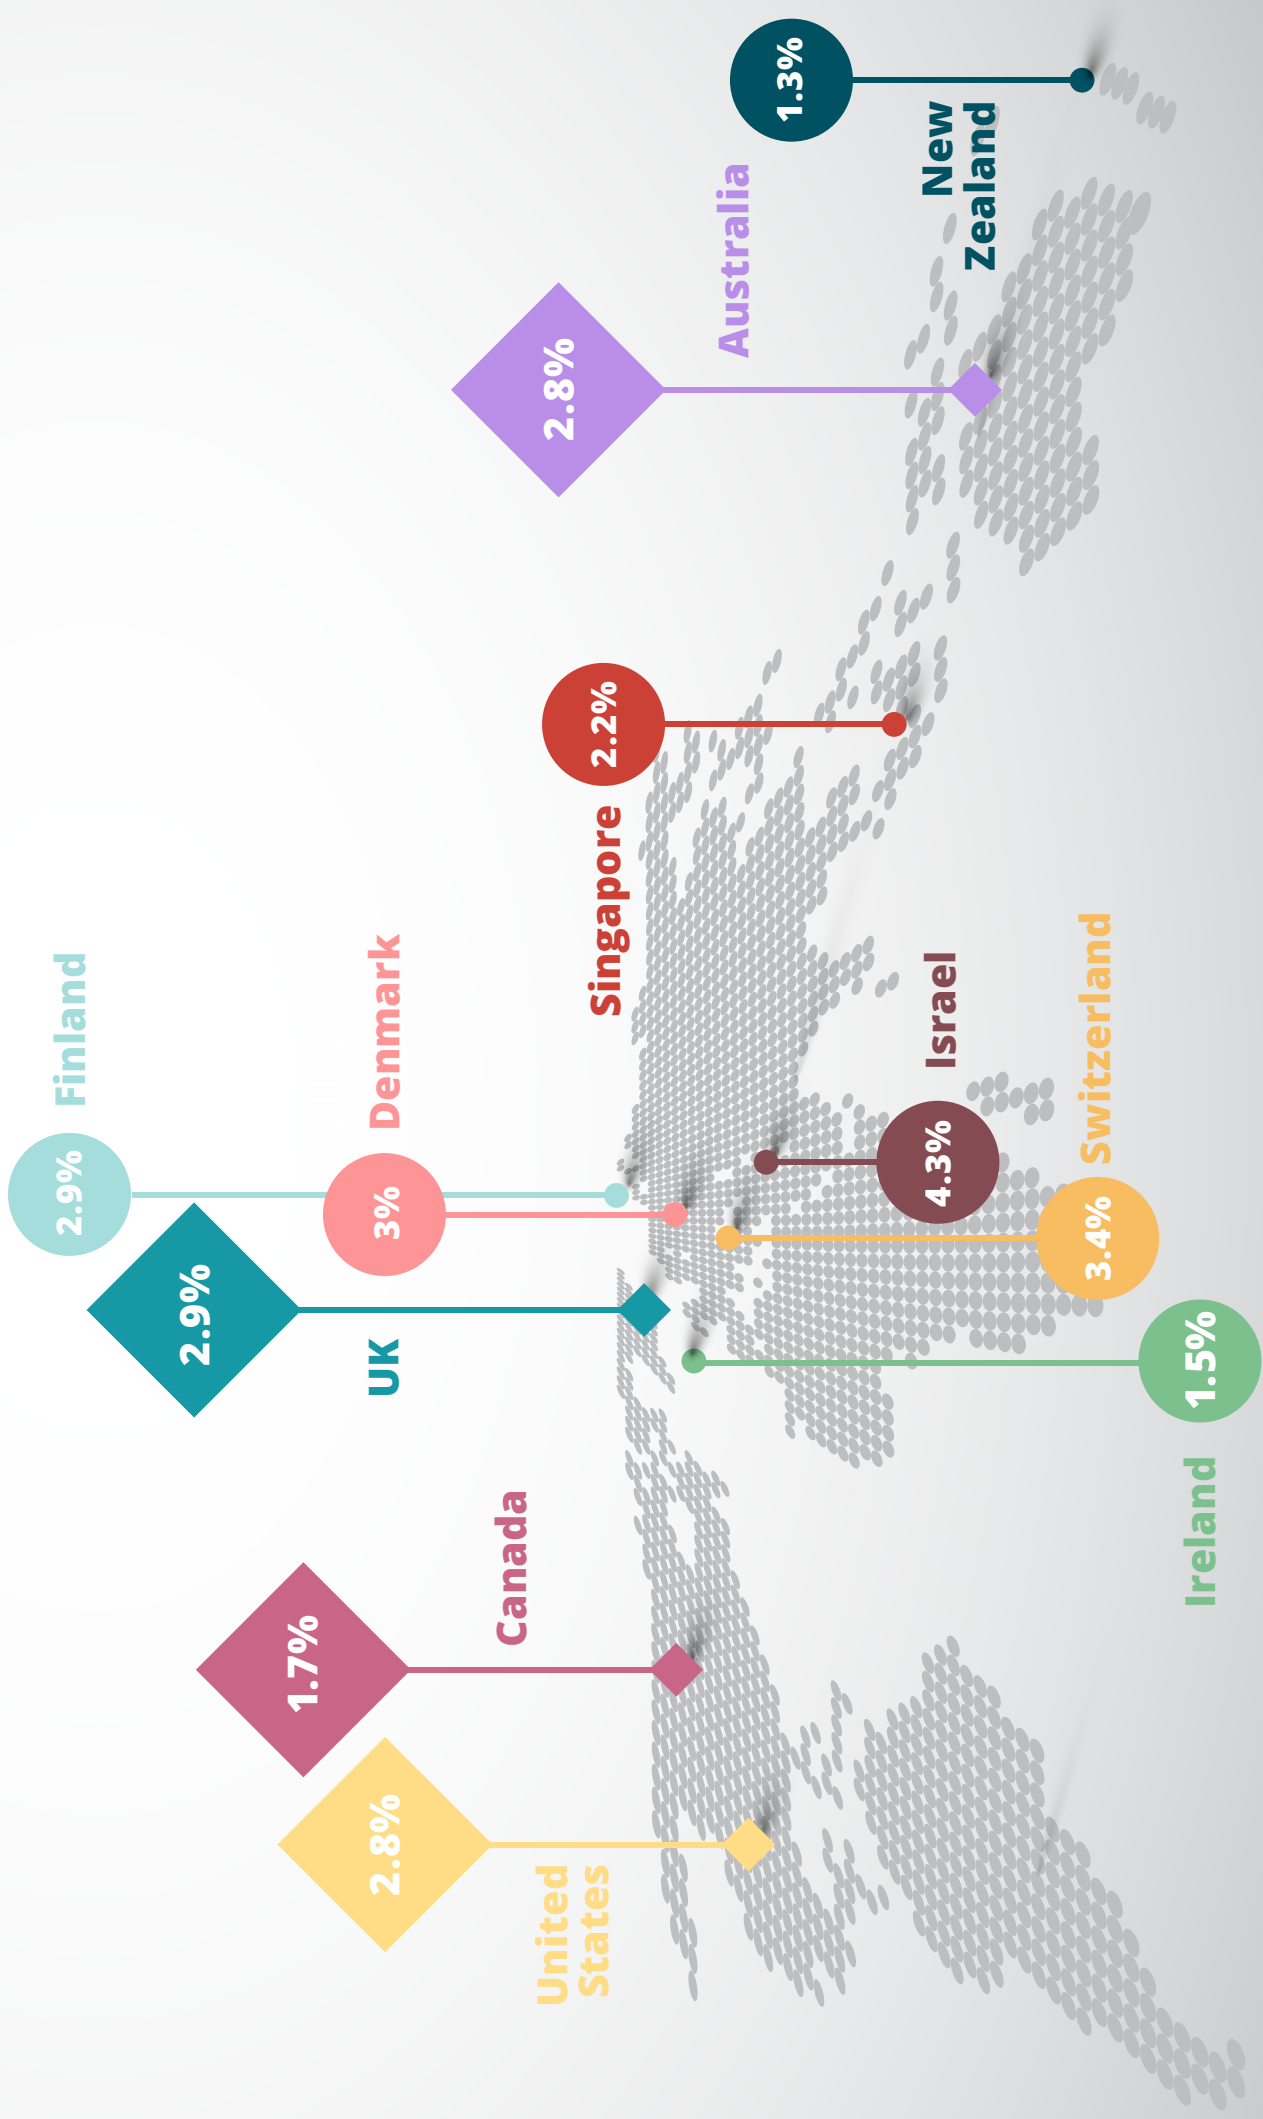 2.9%
Finland
2.9%
UK
1.7%
Canada
3%
Denmark
2.8%
United
States
2.8%
Australia
2.2%
Singapore
1.3%
New
Zealand
4.3%
Israel
3.4%
Switzerland
1.5%
Ireland